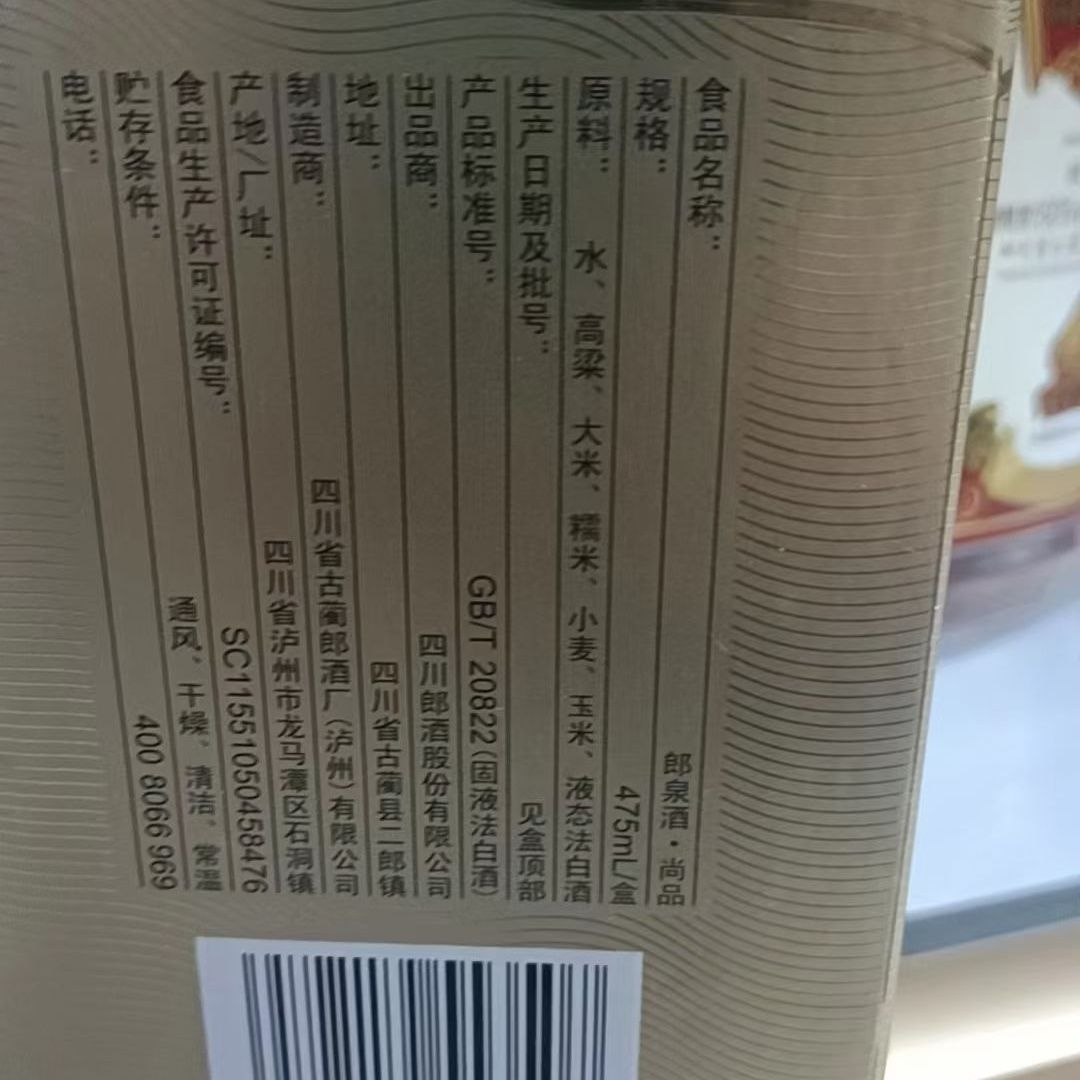 食品名称: 郎泉酒·尚品
规格: 475mL/盒
原料: 水、高粱、大米、糯米、小麦、玉米、液态法白酒
生产日期及批号: 见盒顶部
产品标准号: GB/T 20822(固液法白酒)
出品商: 四川郎酒股份有限公司
地址: 四川省古蔺县二郎镇
制造商: 四川省古蔺郎酒厂(泸州)有限公司
产地/厂址: 四川省泸州市龙马潭区石洞镇
食品生产许可证编号: SC11551050458476
贮存条件: 通风、干燥、清洁、常温
电话: 400 8066 969